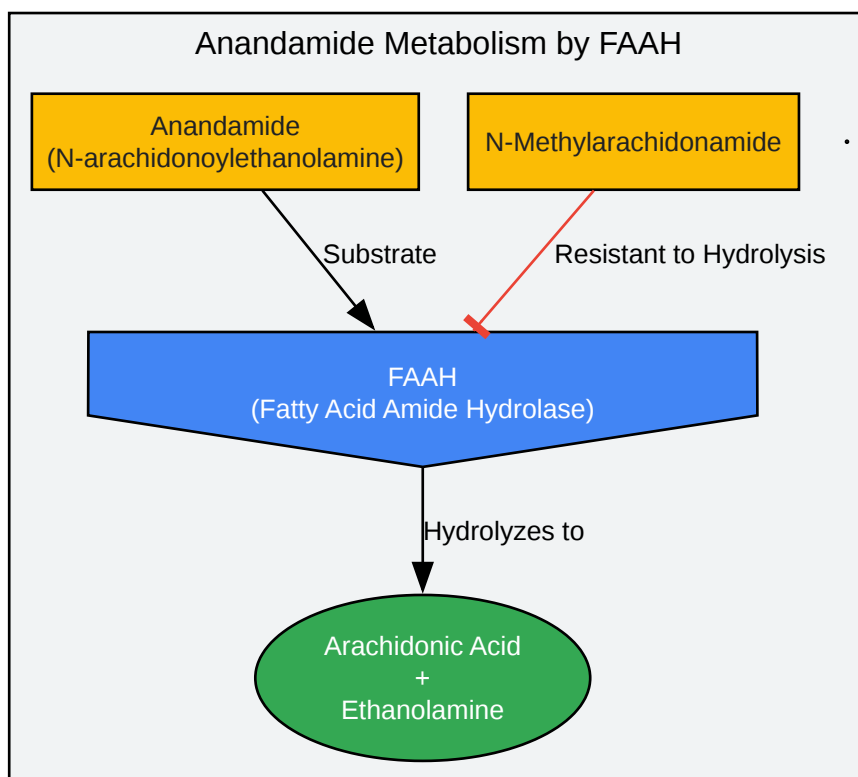 Anandamide Metabolism by FAAH
Anandamide
(N-arachidonoylethanolamine)
N-Methylarachidonamide
Substrate
Resistant to Hydrolysis
FAAH
(Fatty Acid Amide Hydrolase)
Hydrolyzes to
Arachidonic Acid
+
Ethanolamine